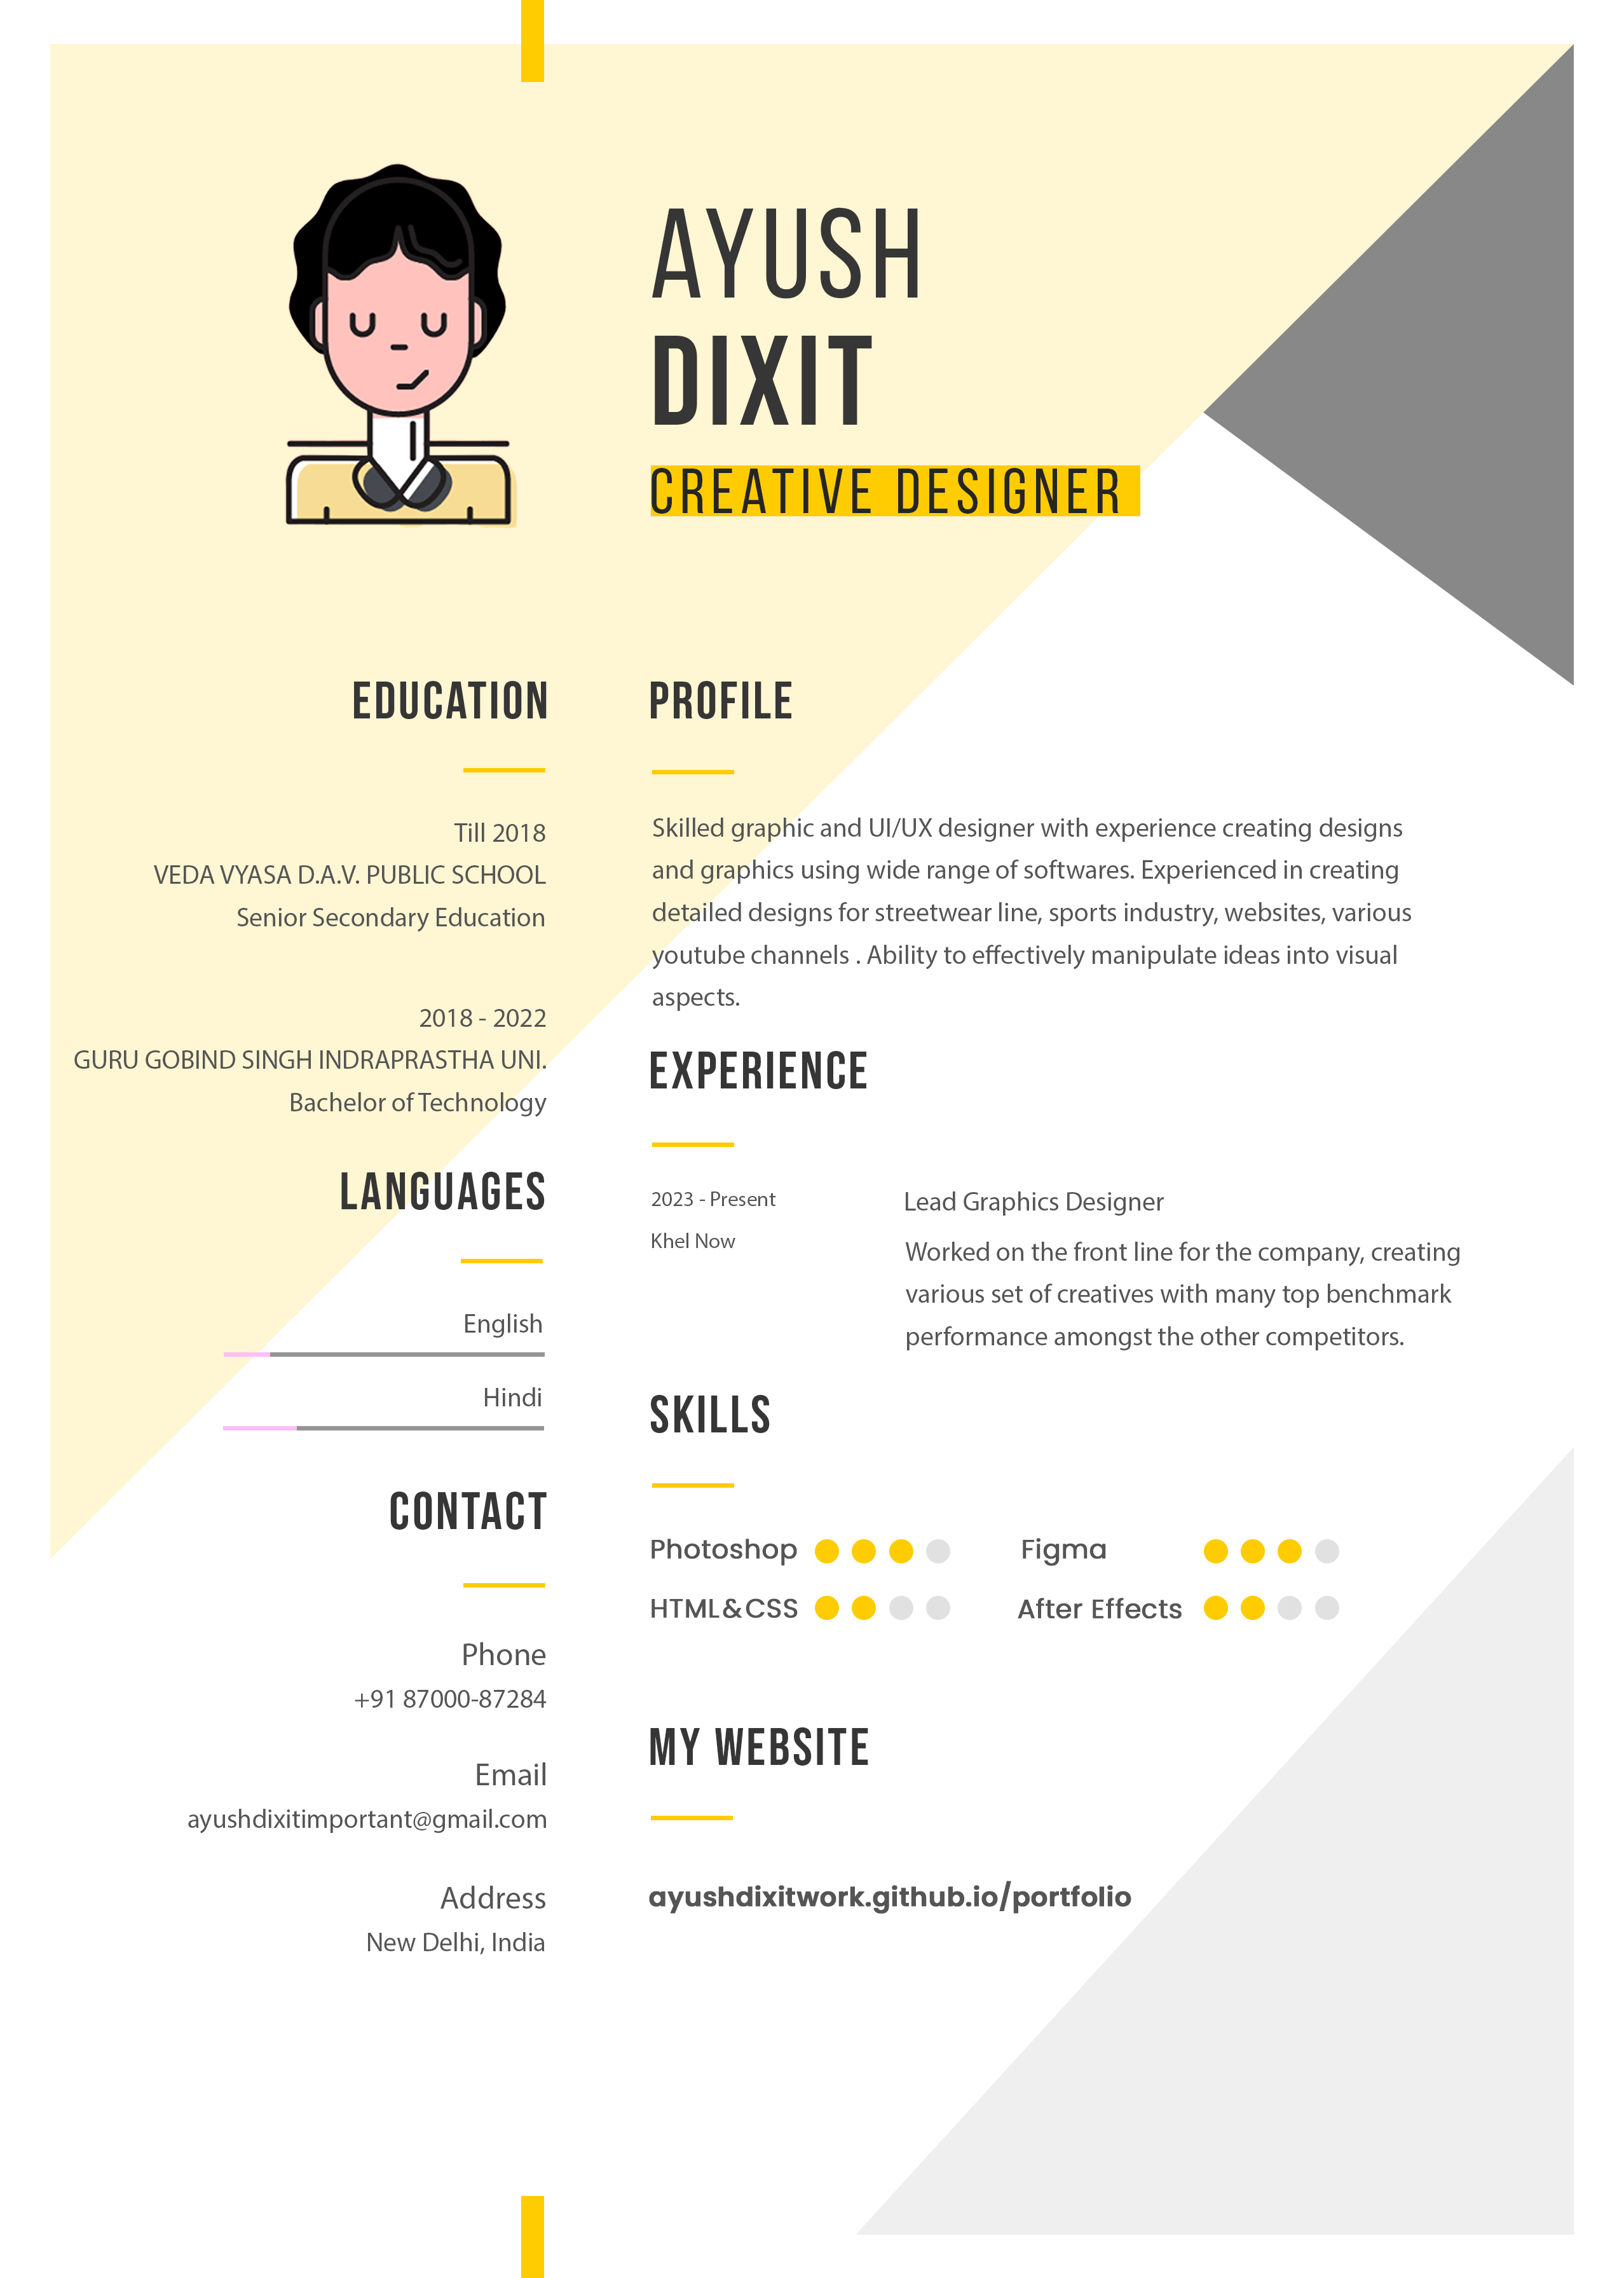 AYUSH
DIXIT
CREATIVE DESIGNER
EDUCATION
Till 2018
VEDA VYASA D.A.V. PUBLIC SCHOOL
Senior Secondary Education
2018 - 2022
GURU GOBIND SINGH INDRAPRASTHA UNI.
Bachelor of Technology
LANGUAGES
English
Hindi
CONTACT
Phone
+91 87000-87284
Email
ayushdixitimportant@gmail.com
Address
New Delhi, India
PROFILE
Skilled graphic and UI/UX designer with experience creating designs
and graphics using wide range of softwares. Experienced in creating
detailed designs for streetwear line, sports industry, websites, various
youtube channels . Ability to effectively manipulate ideas into visual
aspects.
EXPERIENCE
2023 - Present
Khel Now
Lead Graphics Designer
Worked on the front line for the company, creating
various set of creatives with many top benchmark
performance amongst the other competitors.
SKILLS
Photoshop
Figma
HTML&CSS
After Effects
MY WEBSITE
ayushdixitwork.github.io/portfolio